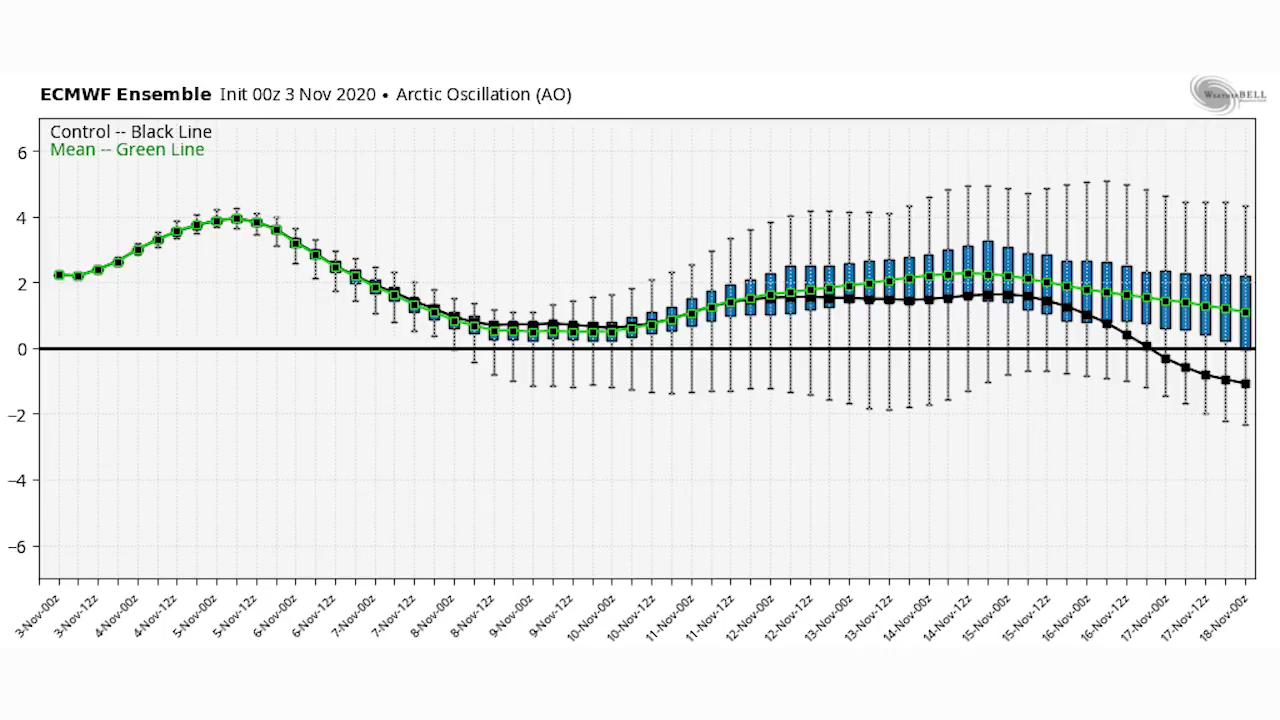 ECMWF Ensemble Init 00z 3 Nov 2020 • Arctic Oscillation (AO)
WEATHERBELL
Control -- Black Line
Mean -- Green Line
6
4
2
0
−2
−4
−6
3-Nov-00z
3-Nov-12z
4-Nov-00z
4-Nov-12z
5-Nov-00z
5-Nov-12z
6-Nov-00z
6-Nov-12z
7-Nov-00z
7-Nov-12z
8-Nov-00z
8-Nov-12z
9-Nov-00z
9-Nov-12z
10-Nov-00z
10-Nov-12z
11-Nov-00z
11-Nov-12z
12-Nov-00z
12-Nov-12z
13-Nov-00z
13-Nov-12z
14-Nov-00z
14-Nov-12z
15-Nov-00z
15-Nov-12z
16-Nov-00z
16-Nov-12z
17-Nov-00z
17-Nov-12z
18-Nov-00z